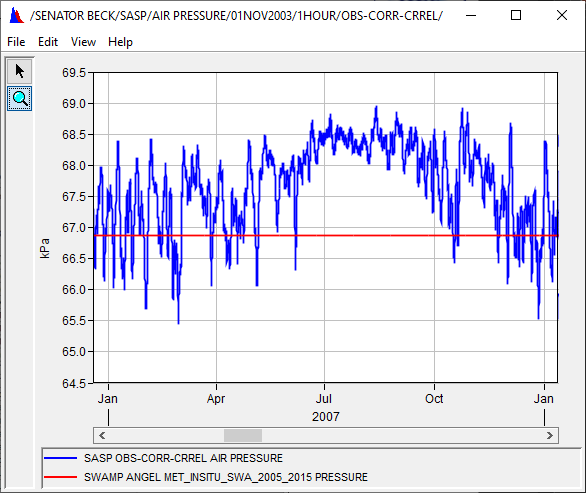 /SENATOR BECK/SASP/AIR PRESSURE/01NOV2003/1HOUR/OBS-CORR-CRREL/
File Edit View Help
69.5
69.0
68.5
68.0
67.5
67.0
66.5
66.0
65.5
65.0
64.5
kPa
Jan Apr Jul Oct Jan
2007
SASP OBS-CORR-CRREL AIR PRESSURE
SWAMP ANGEL MET_INSITU_SWA_2005_2015 PRESSURE